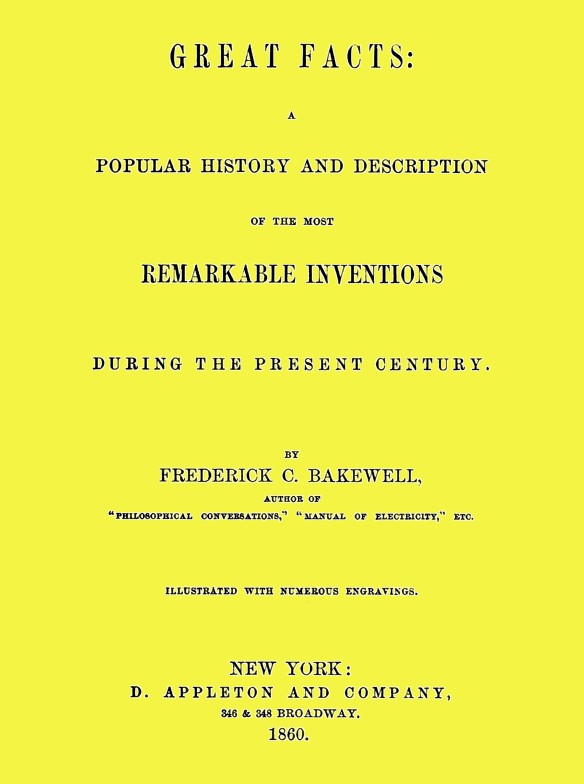 GREAT FACTS:
A
POPULAR HISTORY AND DESCRIPTION
OF THE MOST
REMARKABLE INVENTIONS
DURING THE PRESENT CENTURY.
BY
FREDERICK C. BAKEWELL,
AUTHOR OF
"PHILOSOPHICAL CONVERSATIONS," "MANUAL OF ELECTRICITY," ETC.
ILLUSTRATED WITH NUMEROUS ENGRAVINGS.
NEW YORK:
D. APPLETON AND COMPANY,
346 & 348 BROADWAY.
1860.